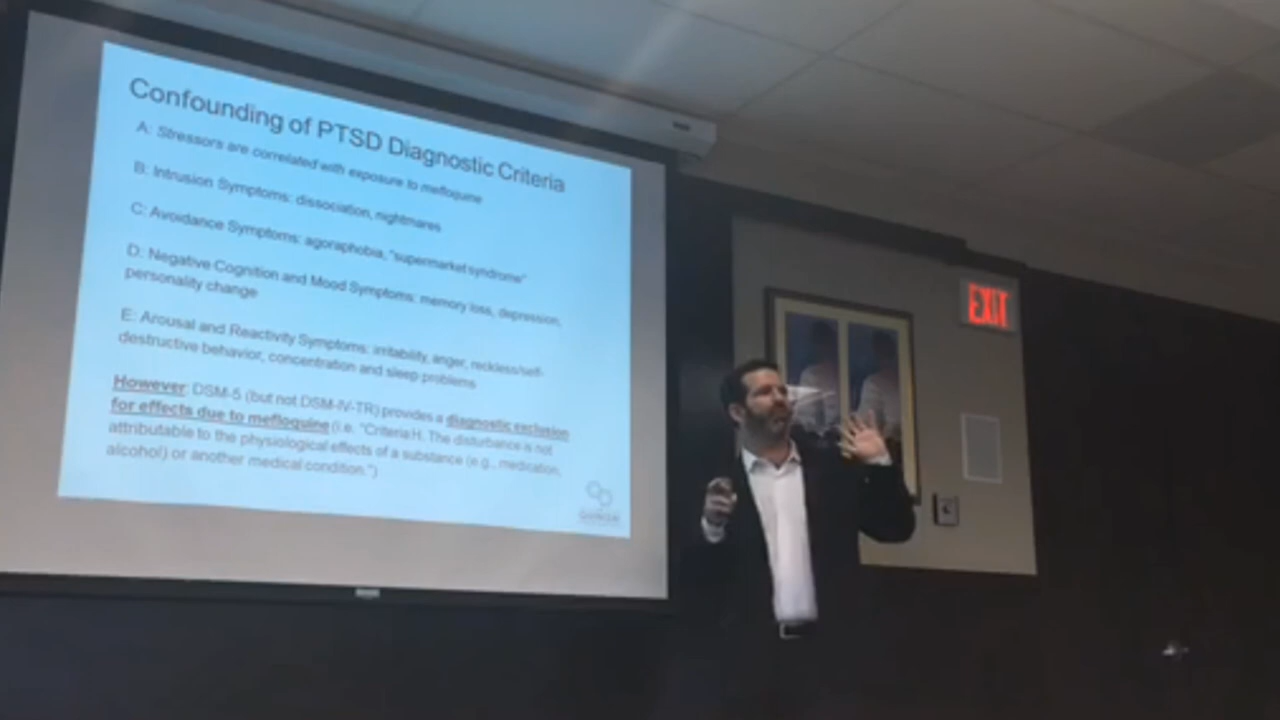 Confounding of PTSD Diagnostic Criteria
A: Stressors are correlated with exposure to mefloquine
B: Intrusion Symptoms: dissociation, nightmares
C: Avoidance Symptoms: agoraphobia, "supermarket syndrome"
D. Negative Cognition and Mood Symptoms: memory loss, depression,
personality change
E: Arousal and Reactivity Symptoms: irritability, anger, reckless/self-
destructive behavior, concentration and sleep problems
However: DSM-5 (but not DSM-IV-TR) provides a diagnostic exclusion
for effects due to mefloquine (i.e. "Criteria H. The disturbance is not
attributable to the physiological effects of a substance (e.g., medication,
alcohol) or another medical condition.")
EXIT